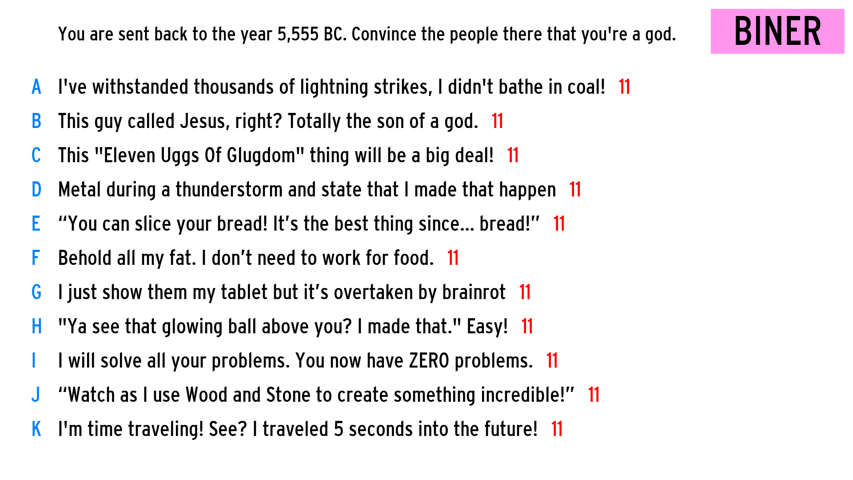 You are sent back to the year 5,555 BC. Convince the people there that you're a god.
BINER
A I've withstanded thousands of lightning strikes, I didn't bathe in coal! 11
B This guy called Jesus, right? Totally the son of a god. 11
C This "Eleven Uggs Of Glugdom" thing will be a big deal! 11
D Metal during a thunderstorm and state that I made that happen 11
E “You can slice your bread! It’s the best thing since... bread!” 11
F Behold all my fat. I don’t need to work for food. 11
G I just show them my tablet but it’s overtaken by brainrot 11
H "Ya see that glowing ball above you? I made that." Easy! 11
I I will solve all your problems. You now have ZERO problems. 11
J “Watch as I use Wood and Stone to create something incredible!” 11
K I'm time traveling! See? I traveled 5 seconds into the future! 11